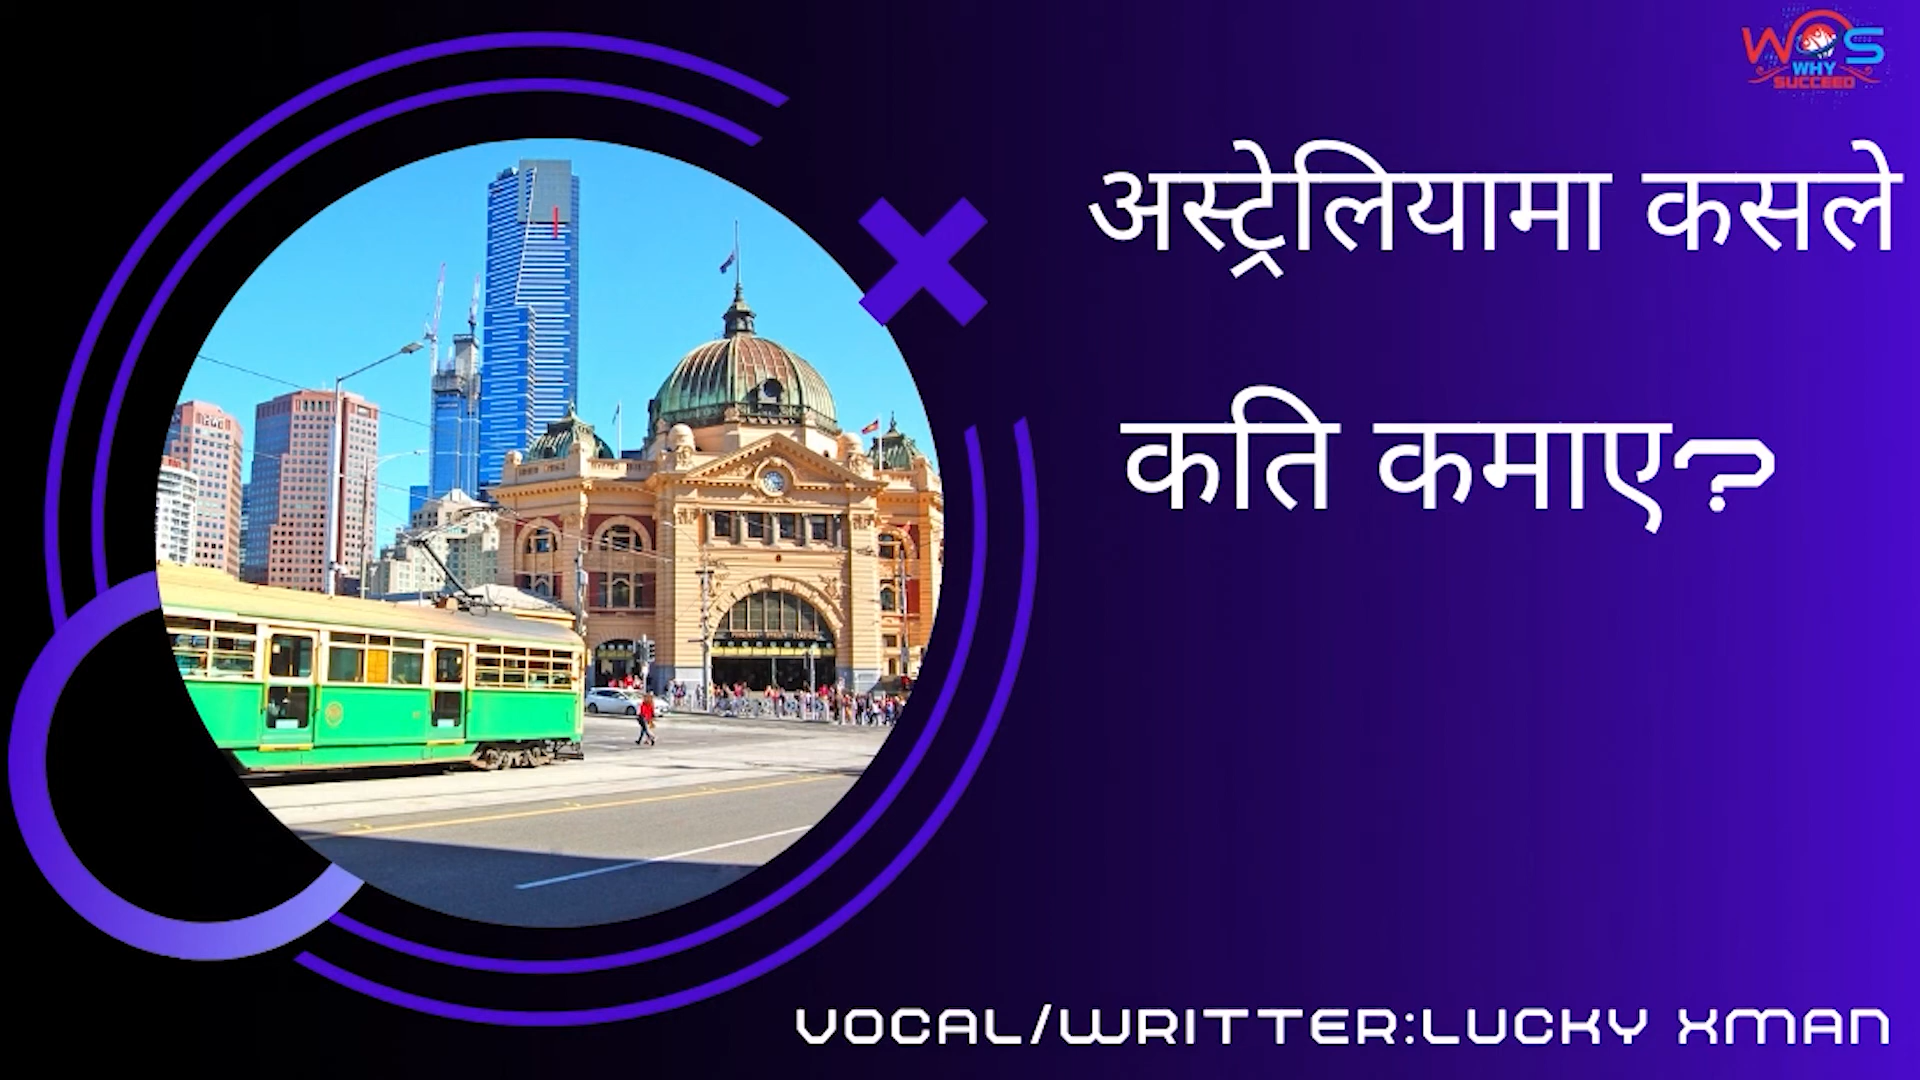 WOS
WHY
SUCCEED
अस्ट्रेलियामा कसले
कति कमाए?
VOCAL/WRITTER:LUCKY XMAN